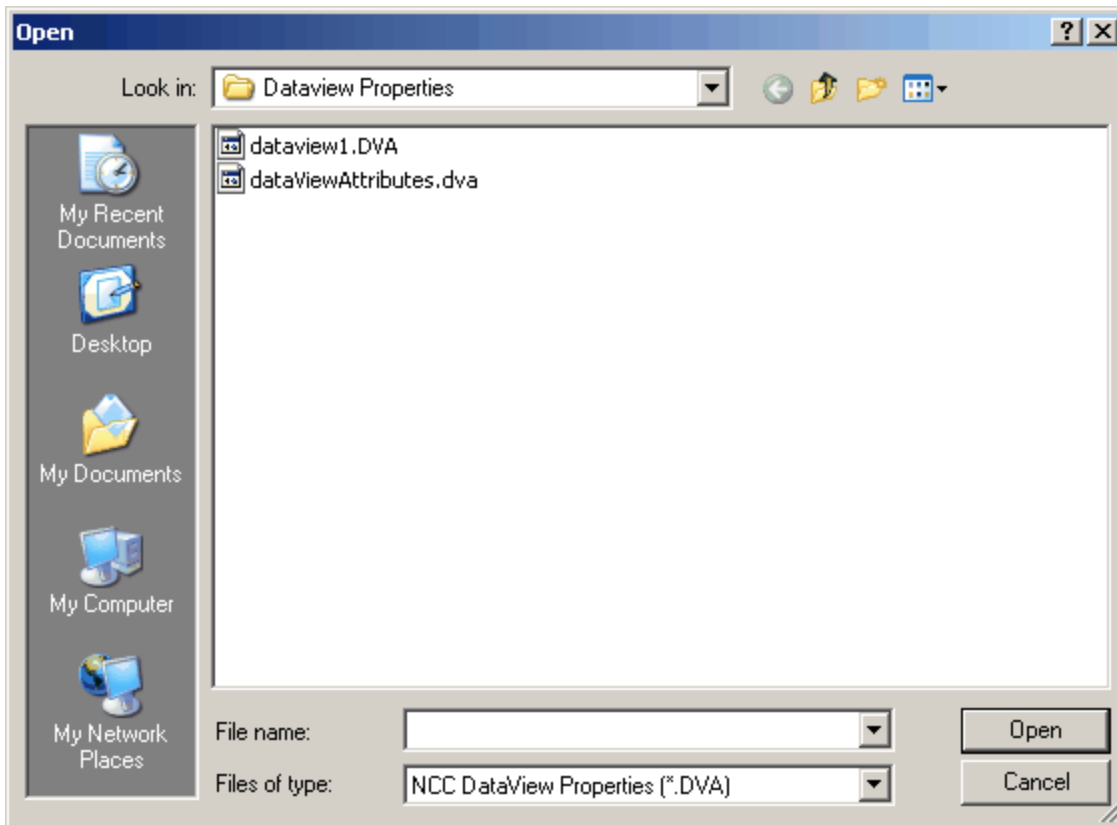 Open
Look in: Dataview Properties
dataview1.DVA
dataViewAttributes.dva
My Recent
Documents
Desktop
My Documents
My Computer
My Network
Places
File name:
Open
Files of type: NCC DataView Properties (*.DVA)
Cancel